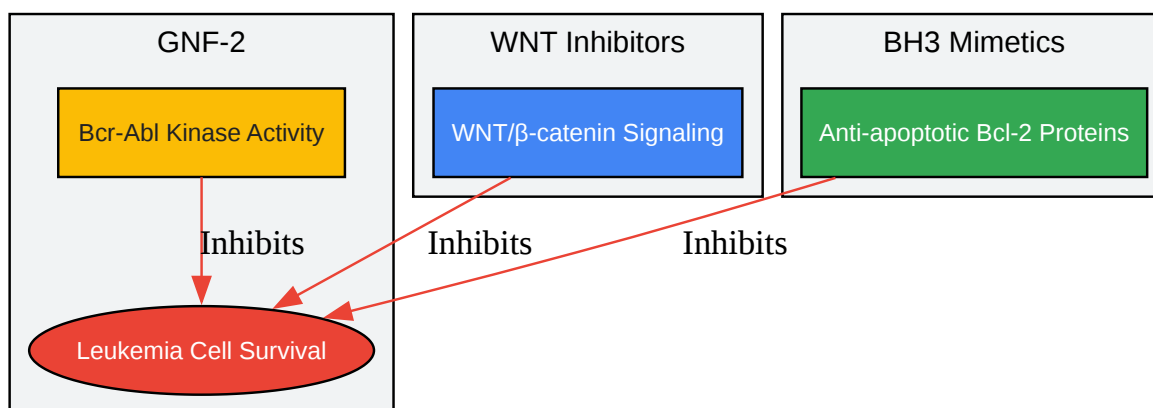 GNF-2
WNT Inhibitors
BH3 Mimetics
Bcr-Abl Kinase Activity
WNT/β-catenin Signaling
Anti-apoptotic Bcl-2 Proteins
Inhibits
Inhibits
Inhibits
Leukemia Cell Survival